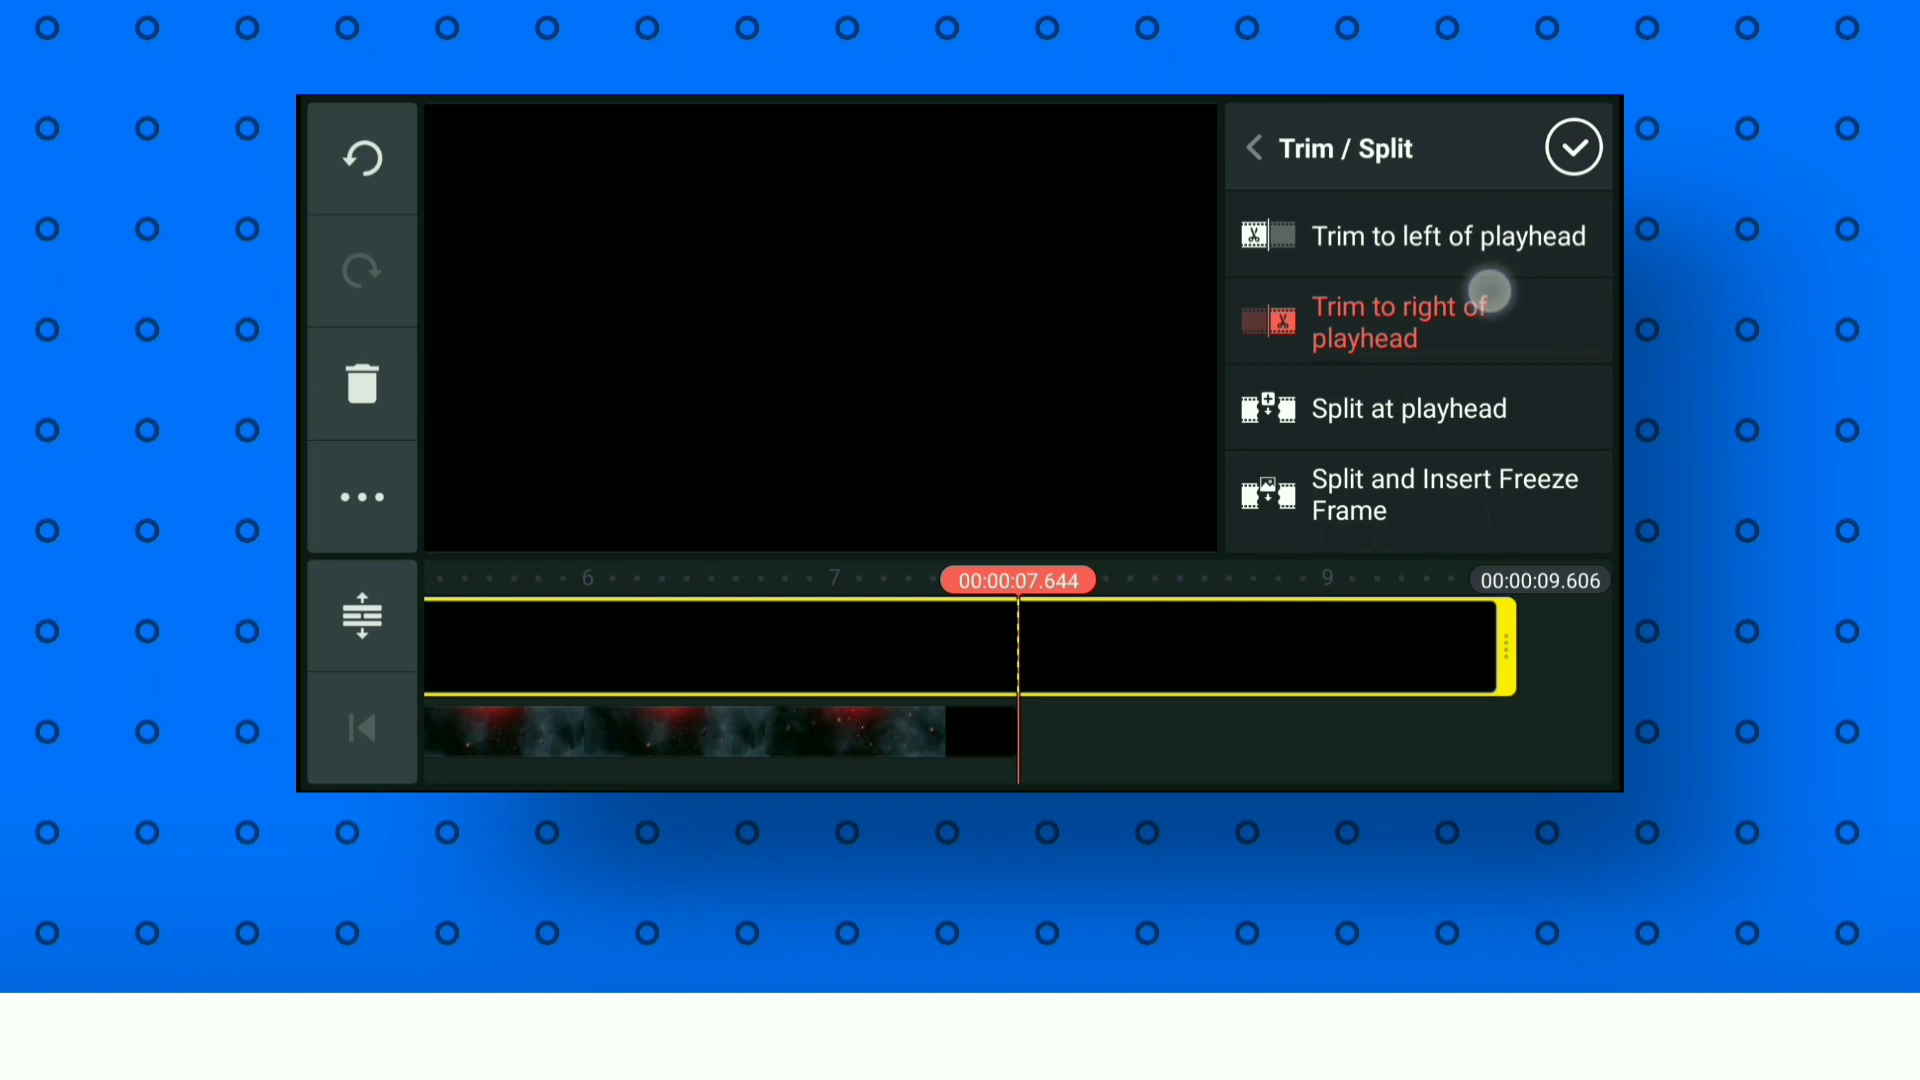 Trim / Split
Trim to left of playhead
Trim to right of
playhead
Split at playhead
Split and Insert Freeze
Frame
6
7
00:00:07.644
9
00:00:09.606